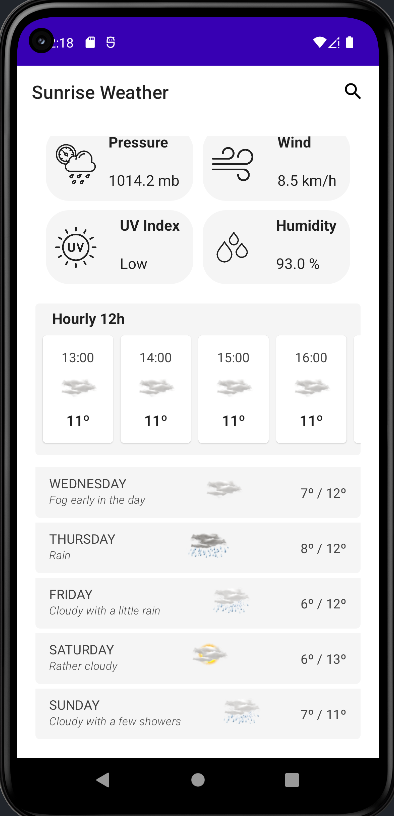 :18
Sunrise Weather
Pressure
1014.2 mb
Wind
8.5 km/h
UV
UV Index
Low
Humidity
93.0 %
Hourly 12h
13:00 14:00 15:00 16:00
11º 11º 11º 11º
WEDNESDAY
Fog early in the day
7º / 12º
THURSDAY
Rain
8º / 12º
FRIDAY
Cloudy with a little rain
6º / 12º
SATURDAY
Rather cloudy
6º / 13º
SUNDAY
Cloudy with a few showers
7º / 11º